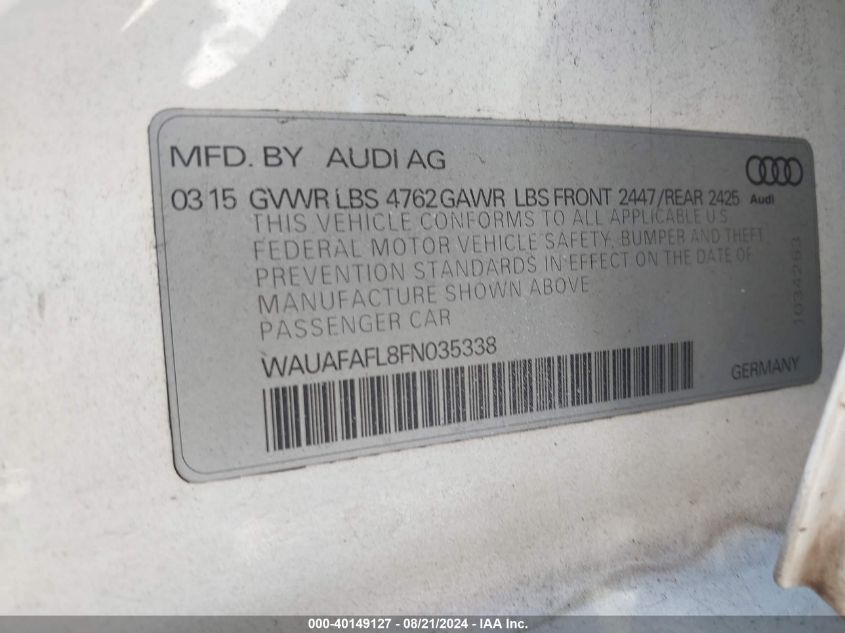 MFD. BY AUDI AG
03 15 GVWR LBS 4762 GAWR LBS FRONT 2447/REAR 2425
Audi
THIS VEHICLE CONFORMS TO ALL APPLICABLE U.S.
FEDERAL MOTOR VEHICLE SAFETY, BUMPER AND THEFT
PREVENTION STANDARDS IN EFFECT ON THE DATE OF
MANUFACTURE SHOWN ABOVE
PASSENGER CAR
1034263
WAUAFAFL8FN035338
GERMANY
000-40149127 - 08/21/2024 - IAA Inc.